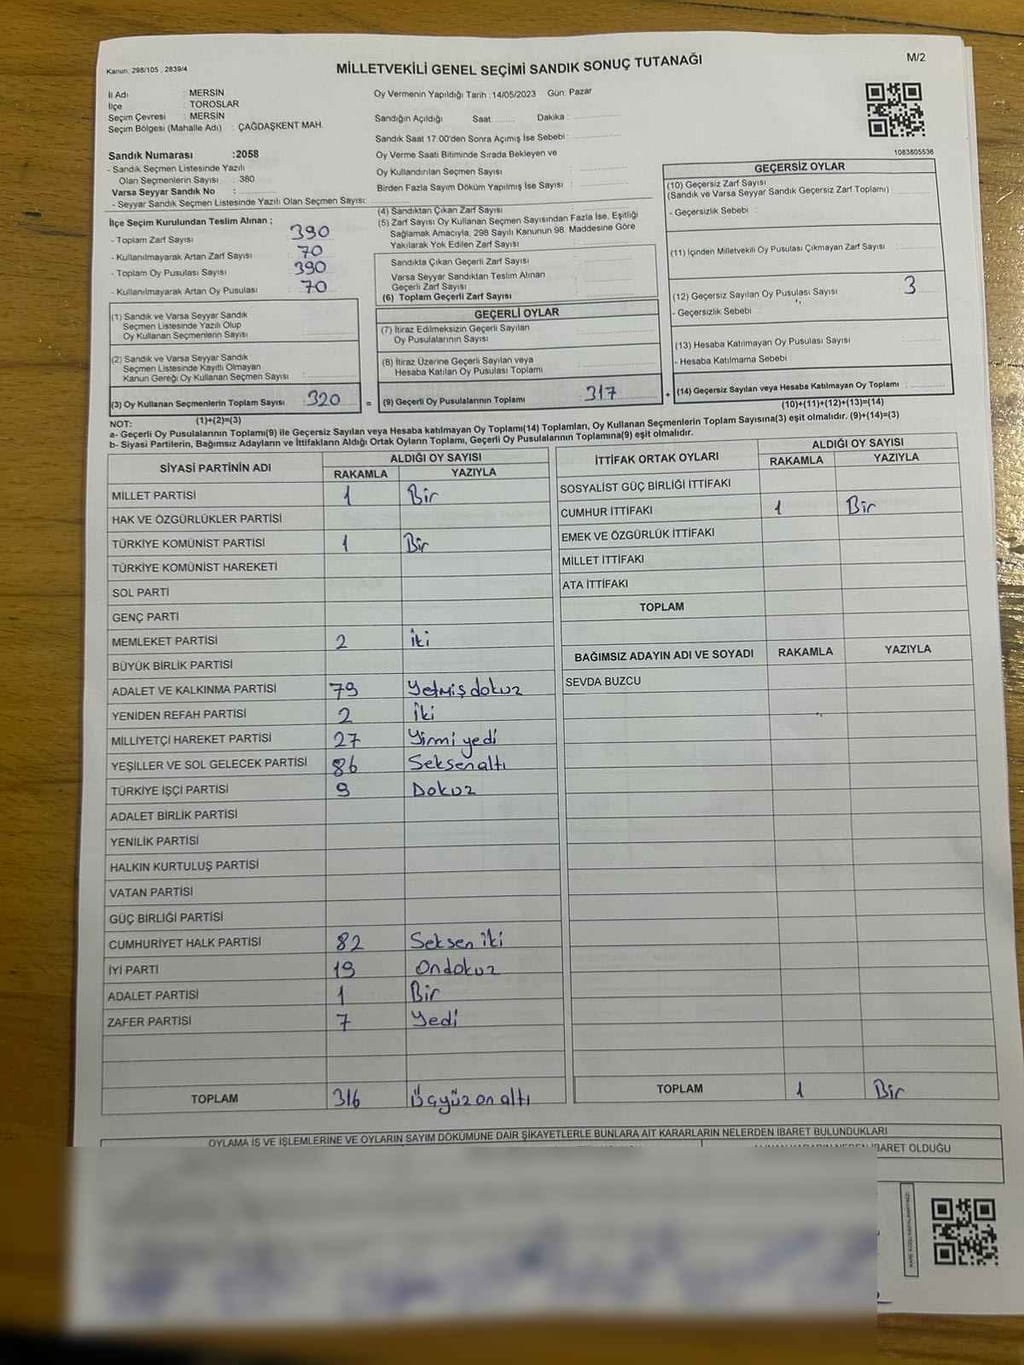 Kanun, 298/105 , 2839/4
MİLLETVEKİLİ GENEL SEÇİMİ SANDIK SONUÇ TUTANAĞI
M/2
İl Adı : MERSİN
İlçe : TOROSLAR
Seçim Çevresi : MERSİN
Seçim Bölgesi (Mahalle Adı) : ÇAĞDAŞKENT MAH.
Sandık Numarası :2058
- Sandık Seçmen Listesinde Yazılı
Olan Seçmenlerin Sayısı : 380
Varsa Seyyar Sandık No :
- Seyyar Sandık Seçmen Listesinde Yazılı Olan Seçmen Sayısı:
Oy Vermenin Yapıldığı Tarih :14/05/2023 Gün: Pazar
Sandığın Açıldığı Saat Dakika :
Sandık Saat 17:00'den Sonra Açımış İse Sebebi :
Oy Verme Saati Bitiminde Sırada Bekleyen ve
Oy Kullandırılan Seçmen Sayısı :
Birden Fazla Sayım Döküm Yapılmış İse Sayısı :
1083805536
İlçe Seçim Kurulundan Teslim Alınan ;
- Toplam Zarf Sayısı : 390
- Kullanılmayarak Artan Zarf Sayısı : 70
- Toplam Oy Pusulası Sayısı : 390
- Kullanılmayarak Artan Oy Pusulası : 70
(1) Sandık ve Varsa Seyyar Sandık
Seçmen Listesinde Yazılı Olup
Oy Kullanan Seçmenlerin Sayısı :
(2) Sandık ve Varsa Seyyar Sandık
Seçmen Listesinde Kayıtlı Olmayan
Kanun Gereği Oy Kullanan Seçmen Sayısı :
(3) Oy Kullanan Seçmenlerin Toplam Sayısı : 320
(1)+(2)=(3)
(4) Sandıktan Çıkan Zarf Sayısı :
(5) Zarf Sayısı Oy Kullanan Seçmen Sayısından Fazla İse, Eşitliği
Sağlamak Amacıyla, 298 Sayılı Kanunun 98. Maddesine Göre
Yakılarak Yok Edilen Zarf Sayısı :
Sandıkta Çıkan Geçerli Zarf Sayısı :
Varsa Seyyar Sandıktan Teslim Alınan
Geçerli Zarf Sayısı :
(6) Toplam Geçerli Zarf Sayısı :
GEÇERLİ OYLAR
(7) İtiraz Edilmeksizin Geçerli Sayılan
Oy Pusulalarının Sayısı :
(8) İtiraz Üzerine Geçerli Sayılan veya
Hesaba Katılan Oy Pusulası Toplamı :
= (9) Geçerli Oy Pusulalarının Toplamı : 317
GEÇERSİZ OYLAR
(10) Geçersiz Zarf Sayısı :
(Sandık ve Varsa Seyyar Sandık Geçersiz Zarf Toplamı)
- Geçersizlik Sebebi :
(11) İçinden Milletvekili Oy Pusulası Çıkmayan Zarf Sayısı :
(12) Geçersiz Sayılan Oy Pusulası Sayısı : 3
- Geçersizlik Sebebi :
(13) Hesaba Katılmayan Oy Pusulası Sayısı :
- Hesaba Katılmama Sebebi :
+ (14) Geçersiz Sayılan veya Hesaba Katılmayan Oy Toplamı :
(10)+(11)+(12)+(13)=(14)
NOT:
a- Geçerli Oy Pusulalarının Toplamı(9) ile Geçersiz Sayılan veya Hesaba katılmayan Oy Toplam(14) Toplamları, Oy Kullanan Seçmenlerin Toplam Sayısına(3) eşit olmalıdır. (9)+(14)=(3)
b- Siyasi Partilerin, Bağımsız Adayların ve İttifakların Aldığı Ortak Oyların Toplamı, Geçerli Oy Pusulalarının Toplamına(9) eşit olmalıdır.
SİYASİ PARTİNİN ADI ALDIĞI OY SAYISI
RAKAMLA YAZIYLA
MİLLET PARTİSİ 1 Bir
HAK VE ÖZGÜRLÜKLER PARTİSİ
TÜRKİYE KOMÜNİST PARTİSİ 1 Bir
TÜRKİYE KOMÜNİST HAREKETİ
SOL PARTİ
GENÇ PARTİ
MEMLEKET PARTİSİ 2 İki
BÜYÜK BİRLİK PARTİSİ
ADALET VE KALKINMA PARTİSİ 79 Yetmiş dokuz
YENİDEN REFAH PARTİSİ 2 İki
MİLLİYETÇİ HAREKET PARTİSİ 27 Yirmi yedi
YEŞİLLER VE SOL GELECEK PARTİSİ 86 Seksen altı
TÜRKİYE İŞÇİ PARTİSİ 9 Dokuz
ADALET BİRLİK PARTİSİ
YENİLİK PARTİSİ
HALKIN KURTULUŞ PARTİSİ
VATAN PARTİSİ
GÜÇ BİRLİĞİ PARTİSİ
CUMHURİYET HALK PARTİSİ 82 Seksen iki
İYİ PARTİ 19 Ondokuz
ADALET PARTİSİ 1 Bir
ZAFER PARTİSİ 7 Yedi
TOPLAM 316 Üçyüz on altı
İTTİFAK ORTAK OYLARI ALDIĞI OY SAYISI
RAKAMLA YAZIYLA
SOSYALİST GÜÇ BİRLİĞİ İTTİFAKI
CUMHUR İTTİFAKI 1 Bir
EMEK VE ÖZGÜRLÜK İTTİFAKI
MİLLET İTTİFAKI
ATA İTTİFAKI
TOPLAM
BAĞIMSIZ ADAYIN ADI VE SOYADI RAKAMLA YAZIYLA
SEVDA BUZCU
TOPLAM 1 Bir
OYLAMA İŞ VE İŞLEMLERİNE VE OYLARIN SAYIM DÖKÜMÜNE DAİR ŞİKAYETLERLE BUNLARA AİT KARARLARIN NELERDEN İBARET BULUNDUKLARI
İBARET OLDUĞU